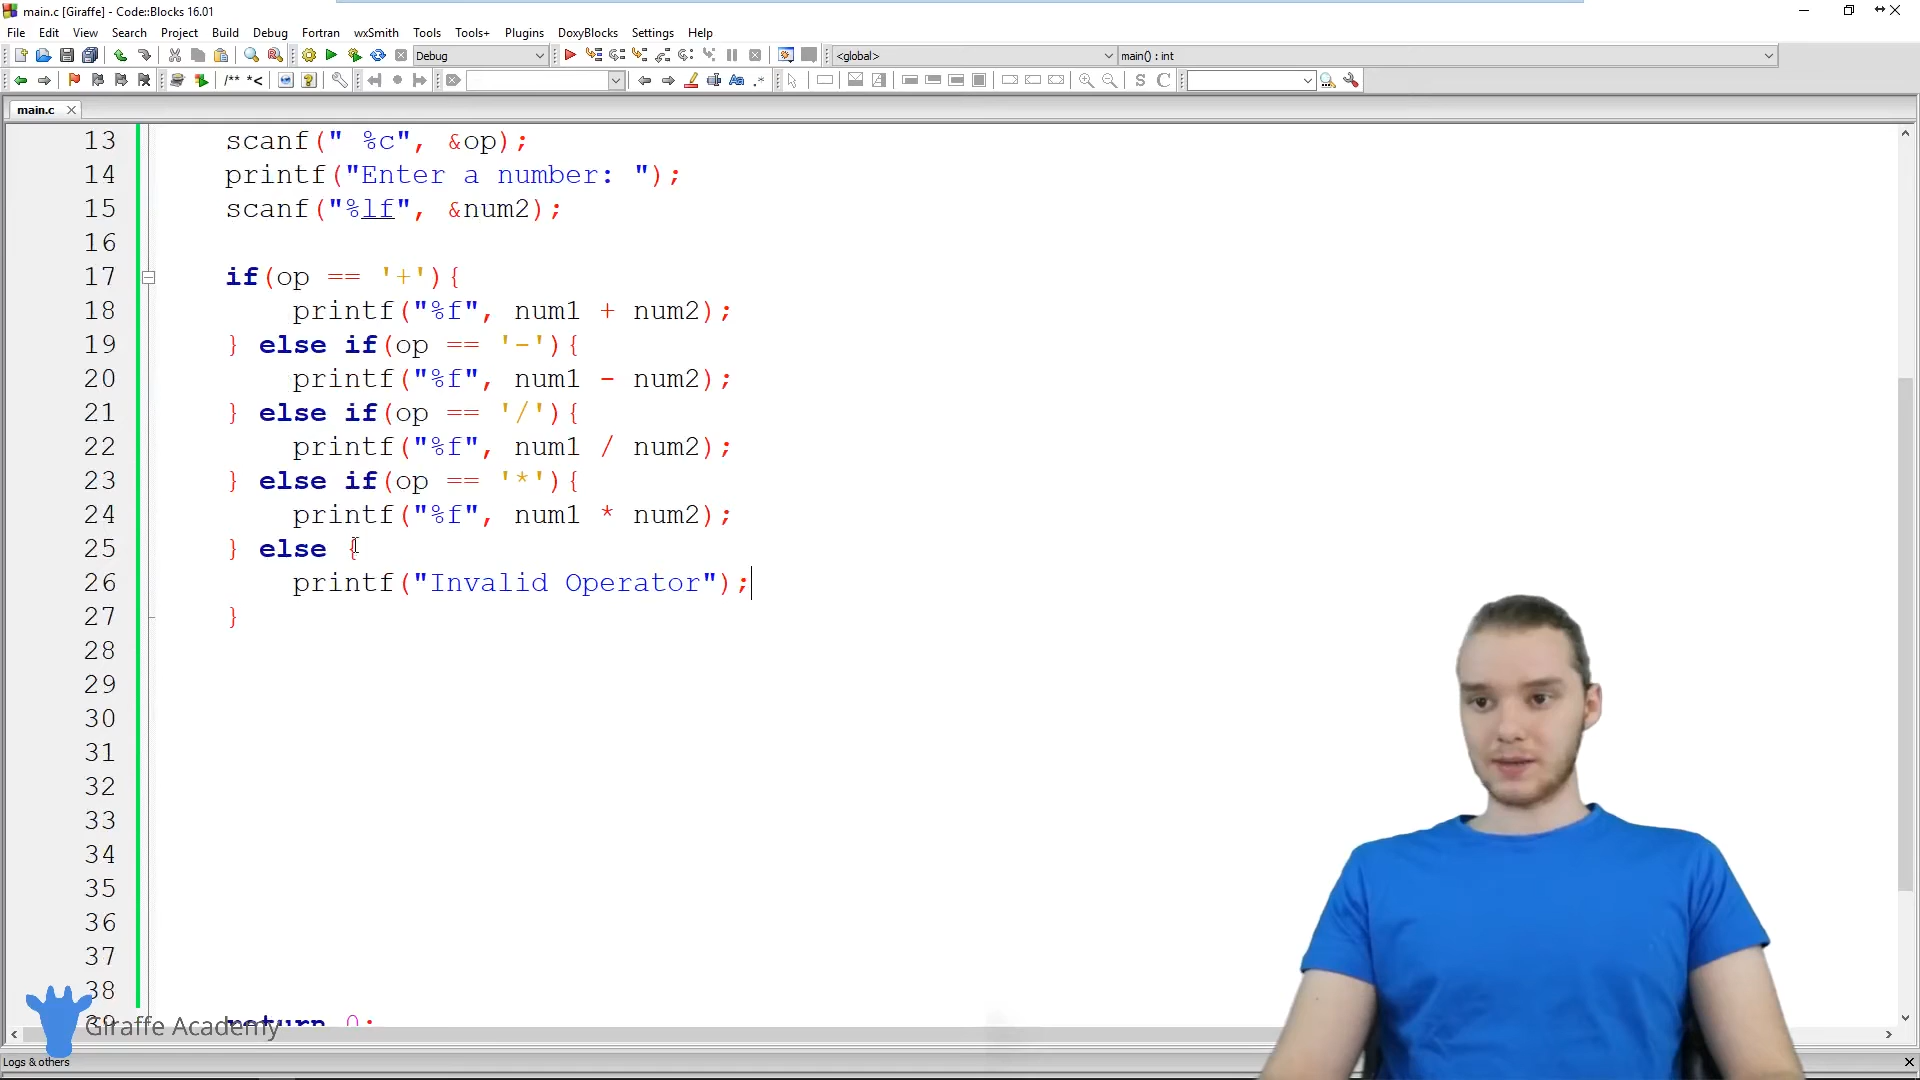 main.c [Giraffe] - Code::Blocks 16.01
File Edit View Search Project Build Debug Fortran wxSmith Tools Tools+ Plugins DoxyBlocks Settings Help
Debug <global> main() : int
/** *< S C
main.c
13 scanf(" %c", &op);
14 printf("Enter a number: ");
15 scanf("%lf", &num2);
16
17 if(op == '+'){
18 printf("%f", num1 + num2);
19 } else if(op == '-'){
20 printf("%f", num1 - num2);
21 } else if(op == '/'){
22 printf("%f", num1 / num2);
23 } else if(op == '*'){
24 printf("%f", num1 * num2);
25 } else {
26 printf("Invalid Operator");
27 }
28
29
30
31
32
33
34
35
36
37
38
39 return 0;
Giraffe Academy
Logs & others